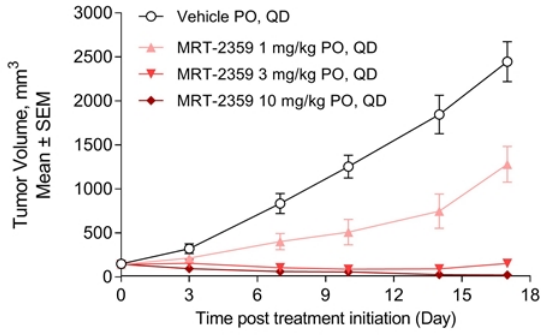 Vehicle PO, QD
MRT-2359 1 mg/kg PO, QD
MRT-2359 3 mg/kg PO, QD
MRT-2359 10 mg/kg PO, QD
Tumor Volume, mm³
Mean ± SEM
3000
2500
2000
1500
1000
500
0
0 3 6 9 12 15 18
Time post treatment initiation (Day)